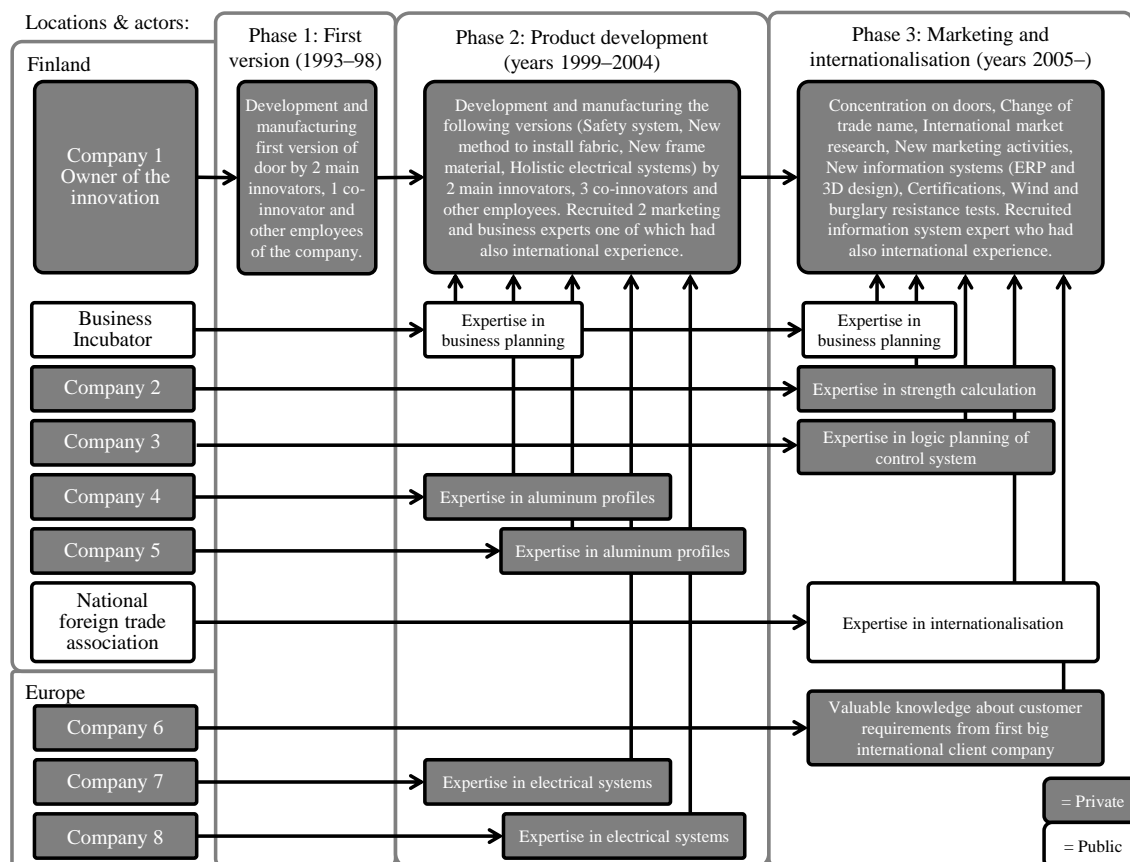 Locations & actors:
Phase 1: First
version (1993–98)
Phase 2: Product development
(years 1999–2004)
Phase 3: Marketing and
internationalisation (years 2005–)
Finland
Company 1
Owner of the
innovation
Development and
manufacturing
first version of
door by 2 main
innovators, 1 co-
innovator and
other employees
of the company.
Development and manufacturing the
following versions (Safety system, New
method to install fabric, New frame
material, Holistic electrical systems) by
2 main innovators, 3 co-innovators and
other employees. Recruited 2 marketing
and business experts one of which had
also international experience.
Concentration on doors, Change of
trade name, International market
research, New marketing activities,
New information systems (ERP and
3D design), Certifications, Wind and
burglary resistance tests. Recruited
information system expert who had
also international experience.
Business
Incubator
Expertise in
business planning
Expertise in
business planning
Company 2
Expertise in strength calculation
Company 3
Expertise in logic planning of
control system
Company 4
Expertise in aluminum profiles
Company 5
Expertise in aluminum profiles
National
foreign trade
association
Expertise in internationalisation
Europe
Company 6
Valuable knowledge about customer
requirements from first big
international client company
Company 7
Expertise in electrical systems
Company 8
Expertise in electrical systems
= Private
= Public